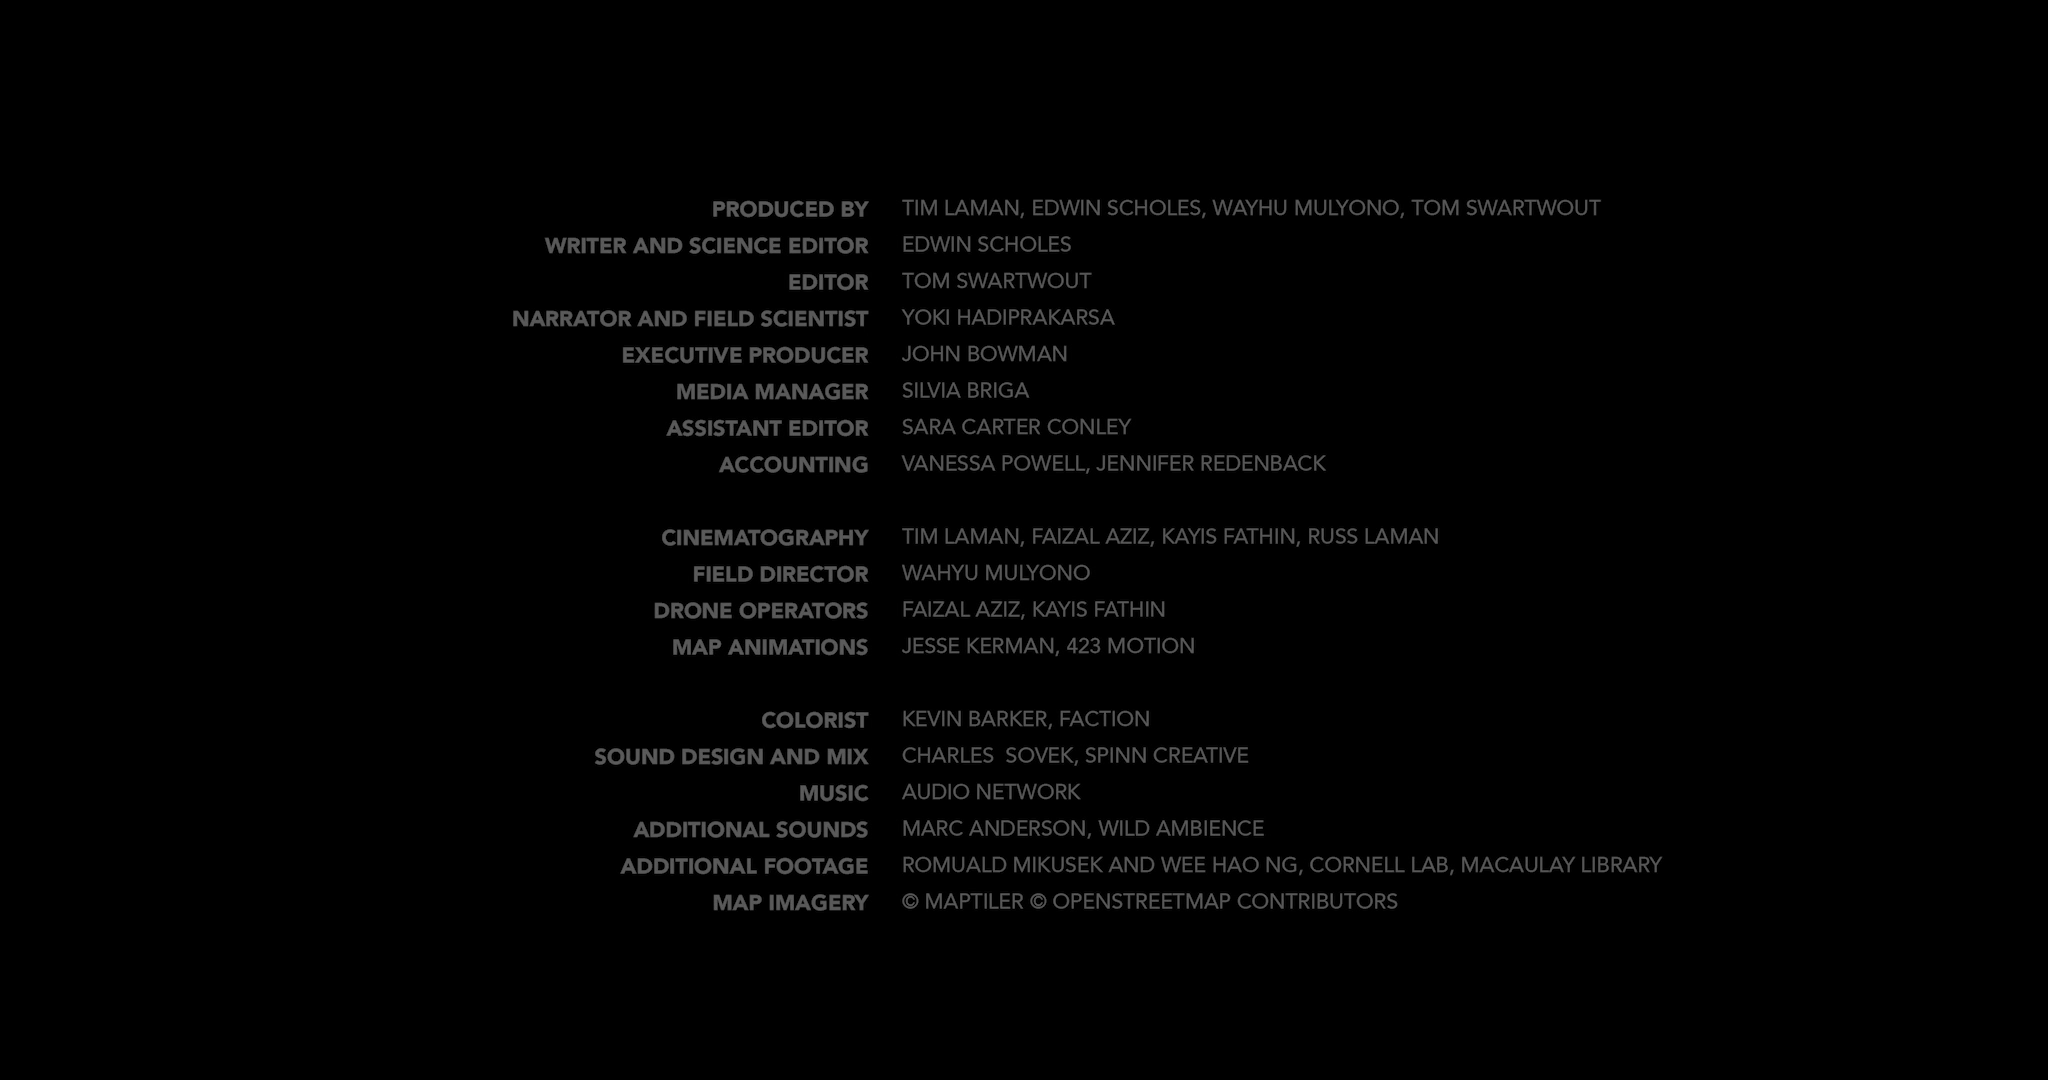 PRODUCED BY TIM LAMAN, EDWIN SCHOLES, WAYHU MULYONO, TOM SWARTWOUT
WRITER AND SCIENCE EDITOR EDWIN SCHOLES
EDITOR TOM SWARTWOUT
NARRATOR AND FIELD SCIENTIST YOKI HADIPRAKARSA
EXECUTIVE PRODUCER JOHN BOWMAN
MEDIA MANAGER SILVIA BRIGA
ASSISTANT EDITOR SARA CARTER CONLEY
ACCOUNTING VANESSA POWELL, JENNIFER REDENBACK
CINEMATOGRAPHY TIM LAMAN, FAIZAL AZIZ, KAYIS FATHIN, RUSS LAMAN
FIELD DIRECTOR WAHYU MULYONO
DRONE OPERATORS FAIZAL AZIZ, KAYIS FATHIN
MAP ANIMATIONS JESSE KERMAN, 423 MOTION
COLORIST KEVIN BARKER, FACTION
SOUND DESIGN AND MIX CHARLES  SOVEK, SPINN CREATIVE
MUSIC AUDIO NETWORK
ADDITIONAL SOUNDS MARC ANDERSON, WILD AMBIENCE
ADDITIONAL FOOTAGE ROMUALD MIKUSEK AND WEE HAO NG, CORNELL LAB, MACAULAY LIBRARY
MAP IMAGERY © MAPTILER © OPENSTREETMAP CONTRIBUTORS